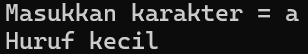 Masukkan karakter = a
Huruf kecil